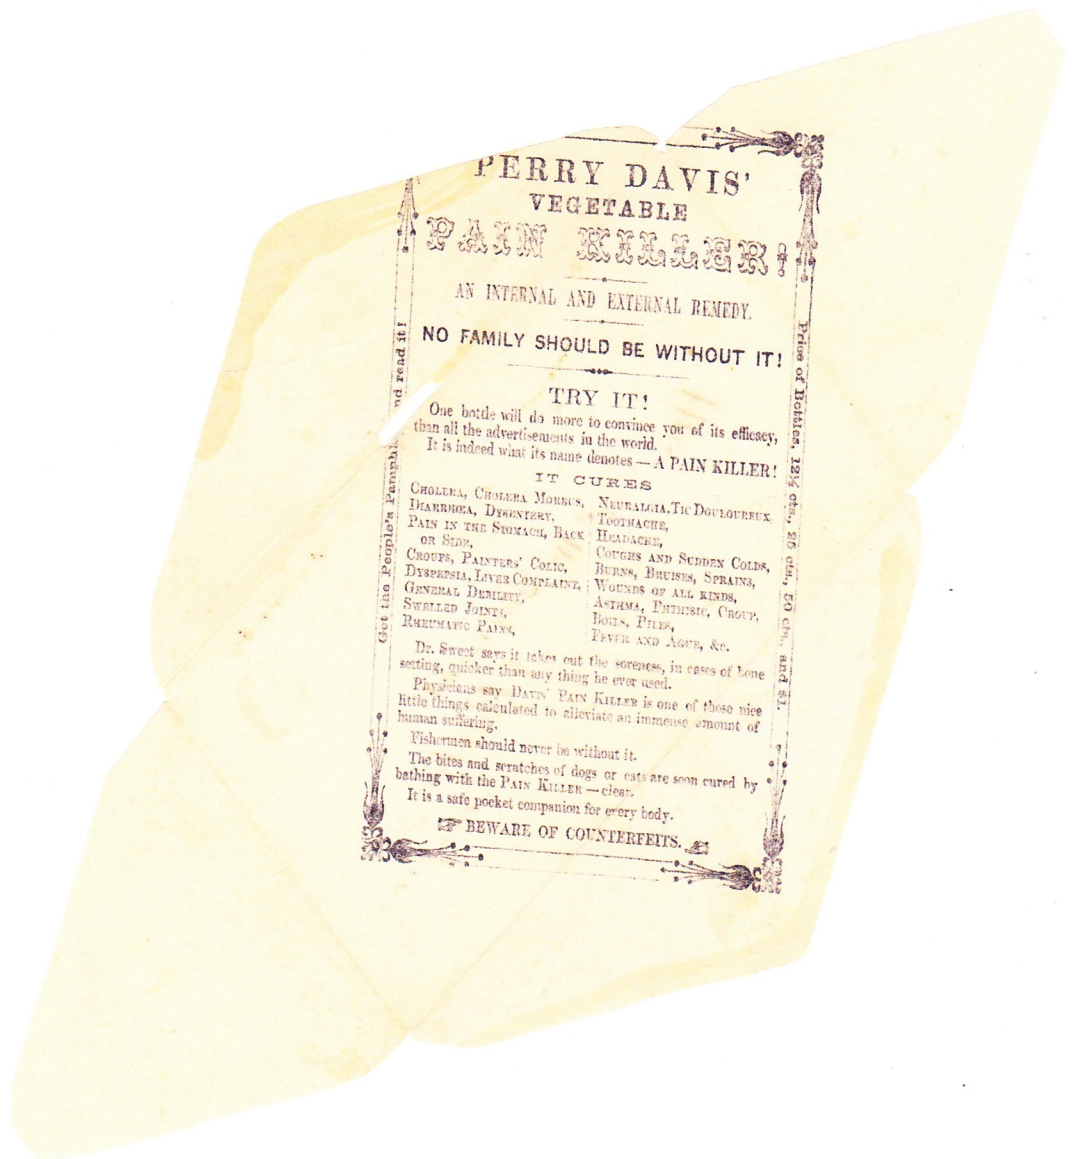 PERRY DAVIS'
VEGETABLE
PAIN KILLER!
AN INTERNAL AND EXTERNAL REMEDY.
NO FAMILY SHOULD BE WITHOUT IT!
TRY IT!
One bottle will do more to convince you of its efficacy,
than all the advertisements in the world.
It is indeed what its name denotes — A PAIN KILLER!
IT CURES
CHOLERA, CHOLERA MORBUS,
DIARRHŒA, DYSENTERY,
PAIN IN THE STOMACH, BACK
OR SIDE,
CROUPS, PAINTERS' COLIC,
DYSPEPSIA, LIVER COMPLAINT,
GENERAL DEBILITY,
SWELLED JOINTS,
RHEUMATIC PAINS,
NEURALGIA, TIC DOULOUREUX,
TOOTHACHE,
HEADACHE,
COUGHS AND SUDDEN COLDS,
BURNS, BRUISES, SPRAINS,
WOUNDS OF ALL KINDS,
ASTHMA, PHTHISIC, CROUP,
BOILS, PILES,
FEVER AND AGUE, &c.
Dr. Sweet says it takes out the soreness, in cases of bone
setting, quicker than any thing he ever used.
Physicians say DAVIS' PAIN KILLER is one of those nice
little things calculated to alleviate an immense amount of
human suffering.
Fishermen should never be without it.
The bites and scratches of dogs or cats are soon cured by
bathing with the PAIN KILLER — clear.
It is a safe pocket companion for every body.
BEWARE OF COUNTERFEITS.
Get the People's Pamphl nd read it!
Price of Bottles, 12½ cts., 25 cts., 50 cts., and $1.